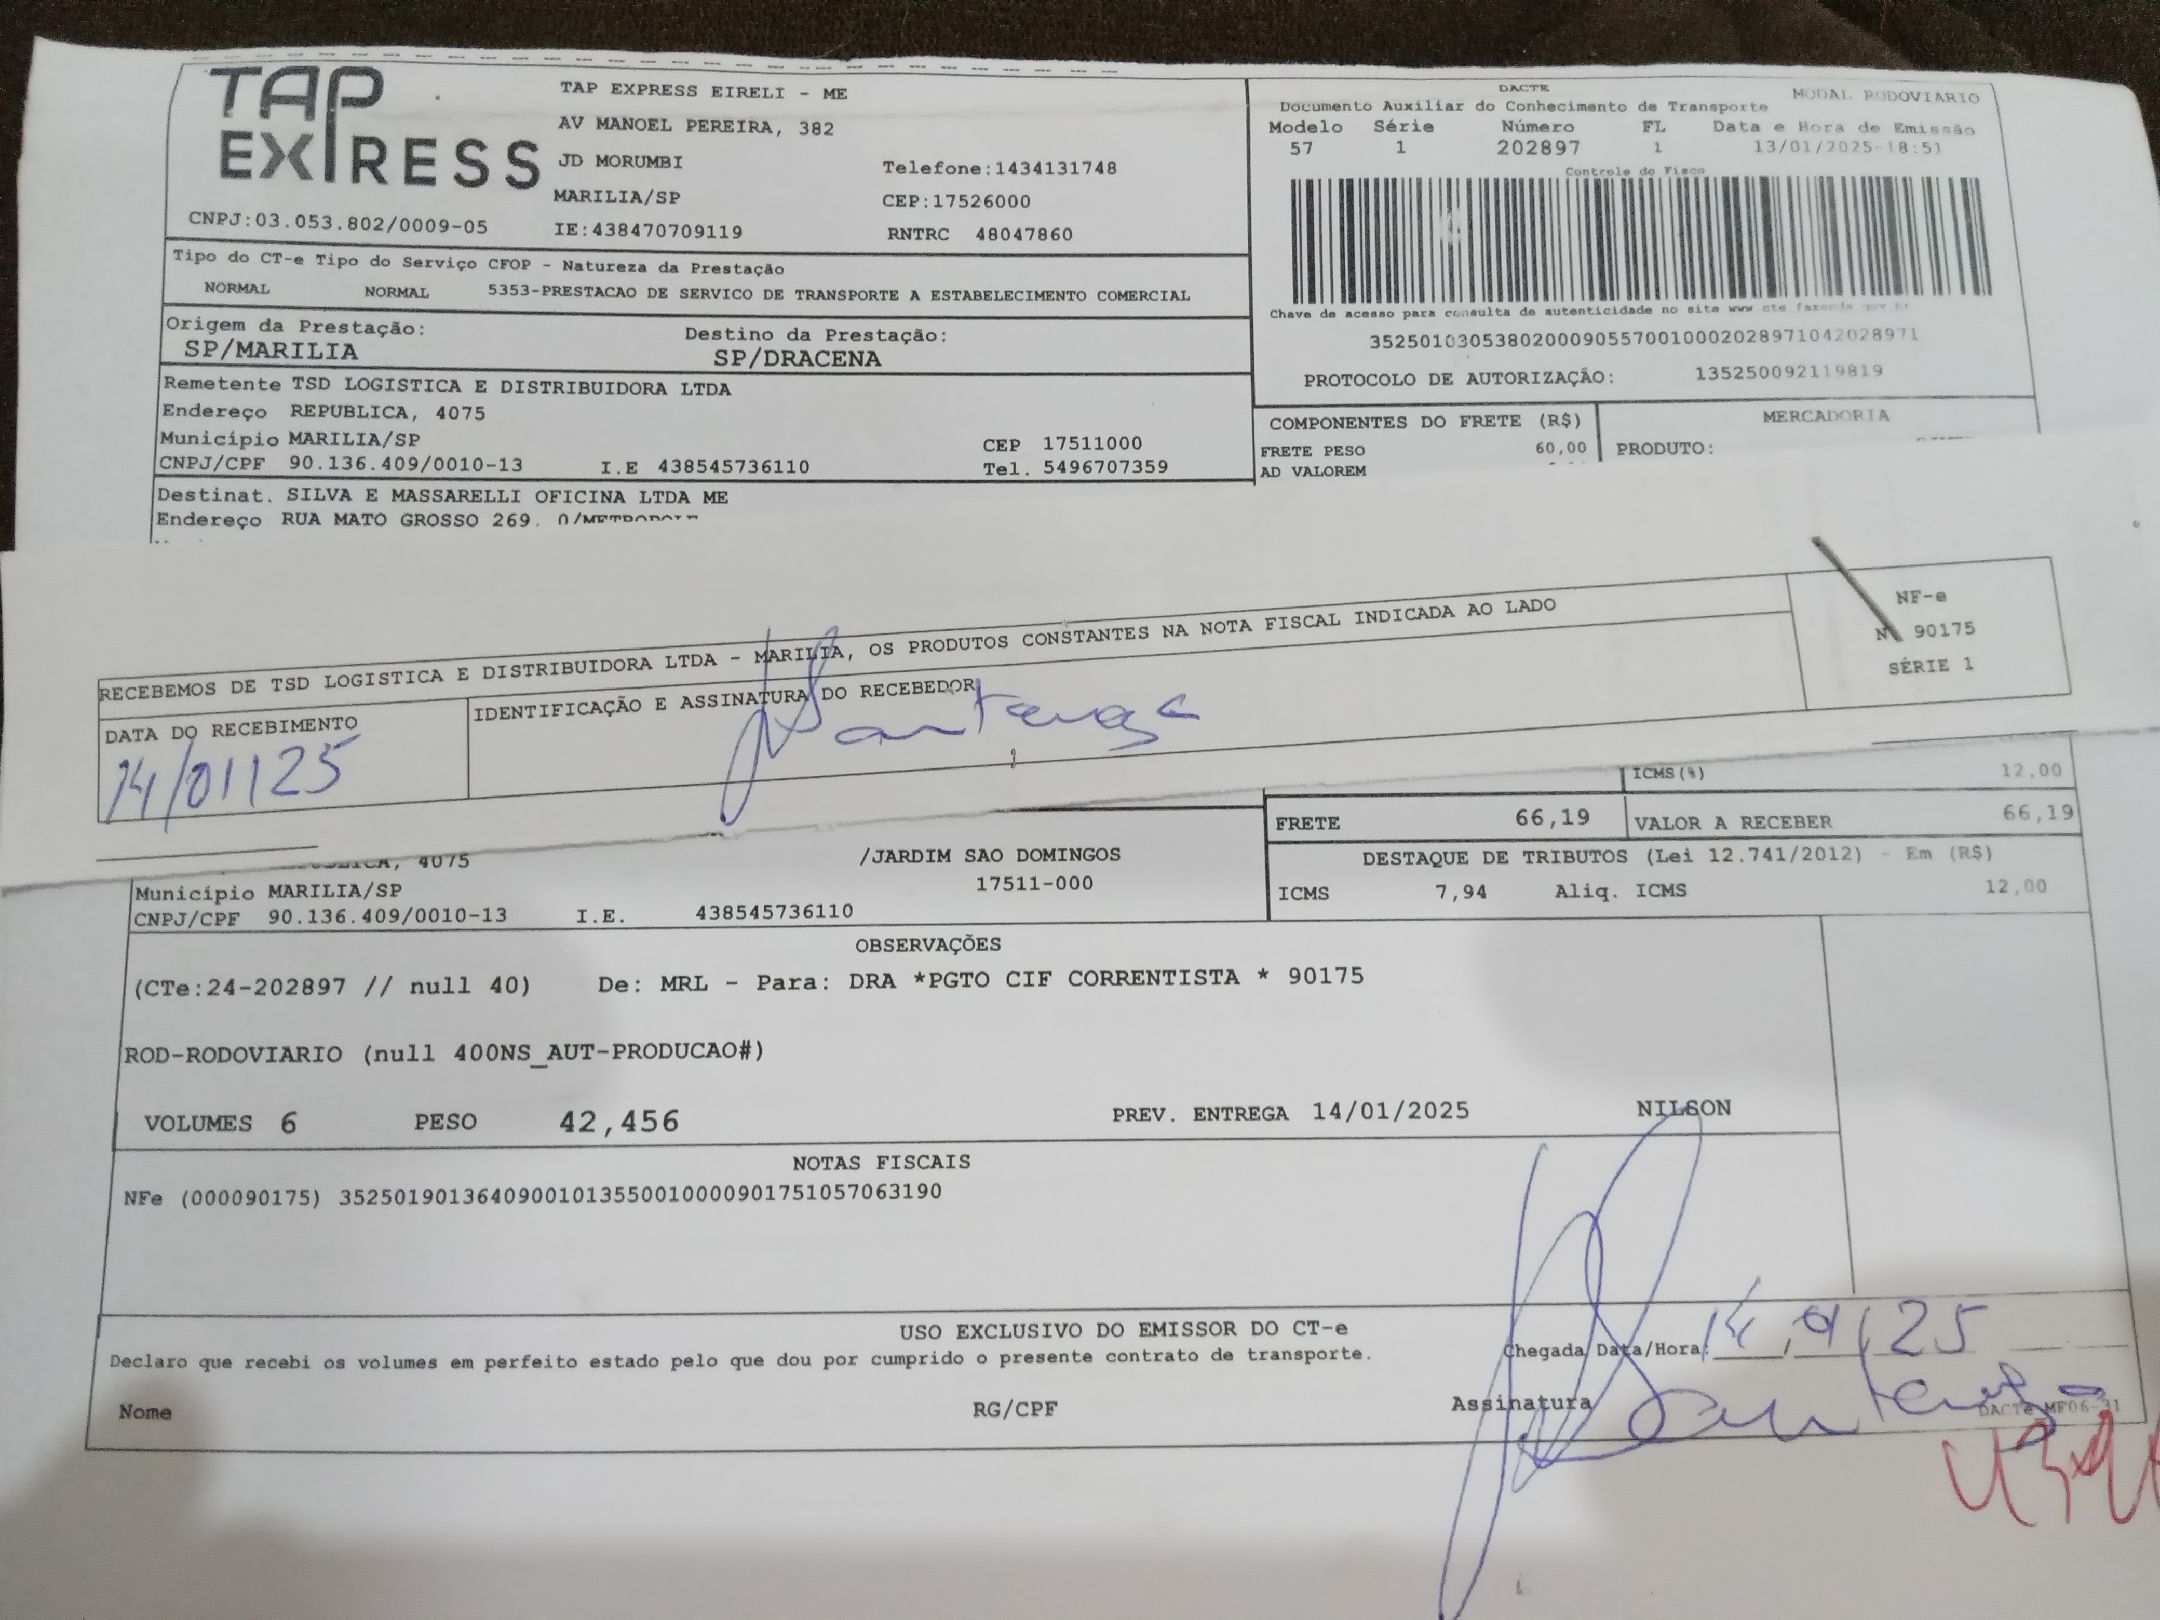 TAP EXPRESS
TAP EXPRESS EIRELI - ME
AV MANOEL PEREIRA, 382
JD MORUMBI Telefone:1434131748
MARILIA/SP CEP:17526000
CNPJ:03.053.802/0009-05 IE:438470709119 RNTRC 48047860
DACTE
Documento Auxiliar do Conhecimento de Transporte MODAL RODOVIARIO
Modelo Série Número FL Data e Hora de Emissão
57 1 202897 1 13/01/2025-18:51
Controle do Fisco
Chave de acesso para consulta de autenticidade no site www cte.fazenda.gov.br
35250103053802000905570010002028971042028971
PROTOCOLO DE AUTORIZAÇÃO: 135250092119819
Tipo do CT-e Tipo do Serviço CFOP - Natureza da Prestação
NORMAL NORMAL 5353-PRESTACAO DE SERVICO DE TRANSPORTE A ESTABELECIMENTO COMERCIAL
Origem da Prestação: Destino da Prestação:
SP/MARILIA SP/DRACENA
Remetente TSD LOGISTICA E DISTRIBUIDORA LTDA
Endereço REPUBLICA, 4075
Município MARILIA/SP CEP 17511000
CNPJ/CPF 90.136.409/0010-13 I.E 438545736110 Tel. 5496707359
COMPONENTES DO FRETE (R$) MERCADORIA
FRETE PESO 60,00 PRODUTO:
AD VALOREM
Destinat. SILVA E MASSARELLI OFICINA LTDA ME
Endereço RUA MATO GROSSO 269.
RECEBEMOS DE TSD LOGISTICA E DISTRIBUIDORA LTDA - MARILIA, OS PRODUTOS CONSTANTES NA NOTA FISCAL INDICADA AO LADO
NF-e
90175
SÉRIE 1
DATA DO RECEBIMENTO IDENTIFICAÇÃO E ASSINATURA DO RECEBEDOR
14/01/25
ICMS(%) 12,00
FRETE 66,19 VALOR A RECEBER 66,19
DESTAQUE DE TRIBUTOS (Lei 12.741/2012) - Em (R$)
ICMS 7,94 Aliq. ICMS 12,00
4075 /JARDIM SAO DOMINGOS
Município MARILIA/SP 17511-000
CNPJ/CPF 90.136.409/0010-13 I.E. 438545736110
OBSERVAÇÕES
(CTe:24-202897 // null 40) De: MRL - Para: DRA *PGTO CIF CORRENTISTA * 90175
ROD-RODOVIARIO (null 400NS_AUT-PRODUCAO#)
VOLUMES 6 PESO 42,456 PREV. ENTREGA 14/01/2025 NILSON
NOTAS FISCAIS
NFe (000090175) 35250190136409001013550010000901751057063190
USO EXCLUSIVO DO EMISSOR DO CT-e
Declaro que recebi os volumes em perfeito estado pelo que dou por cumprido o presente contrato de transporte. Chegada Data/Hora:
Nome RG/CPF Assinatura